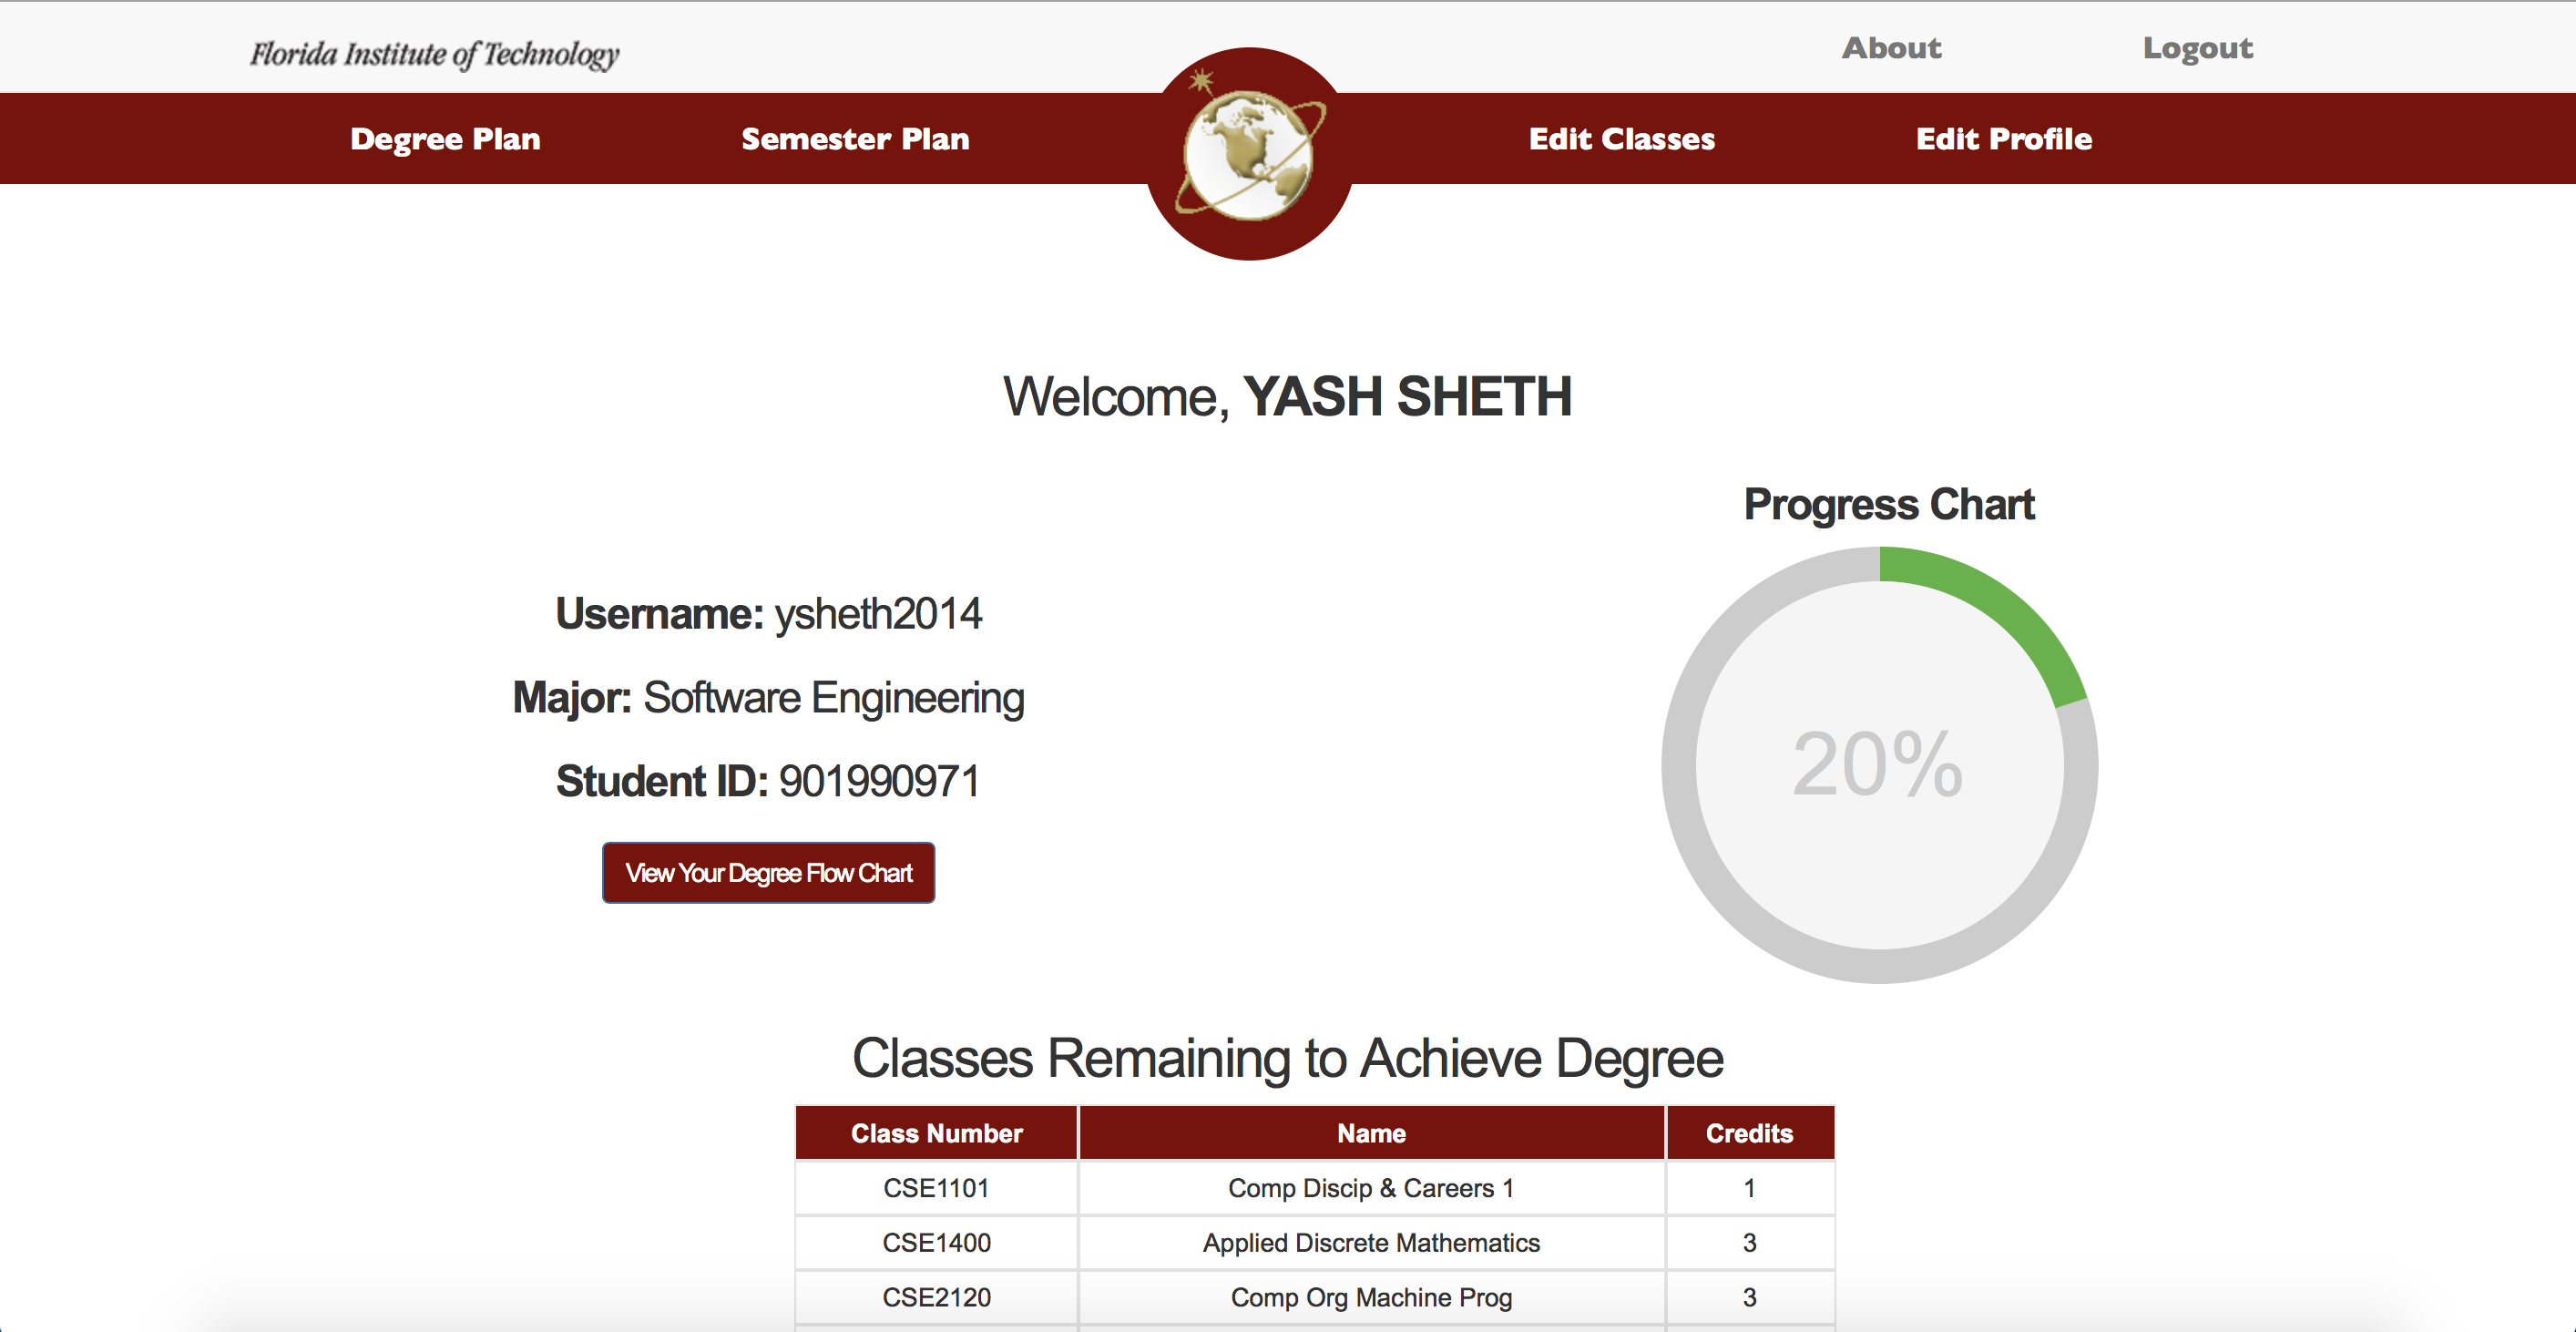 Florida Institute of Technology
About Logout
Degree Plan Semester Plan Edit Classes Edit Profile
Welcome, YASH SHETH
Progress Chart
Username: ysheth2014
Major: Software Engineering
Student ID: 901990971
20%
View Your Degree Flow Chart
Classes Remaining to Achieve Degree
Class Number Name Credits
CSE1101 Comp Discip & Careers 1 1
CSE1400 Applied Discrete Mathematics 3
CSE2120 Comp Org Machine Prog 3